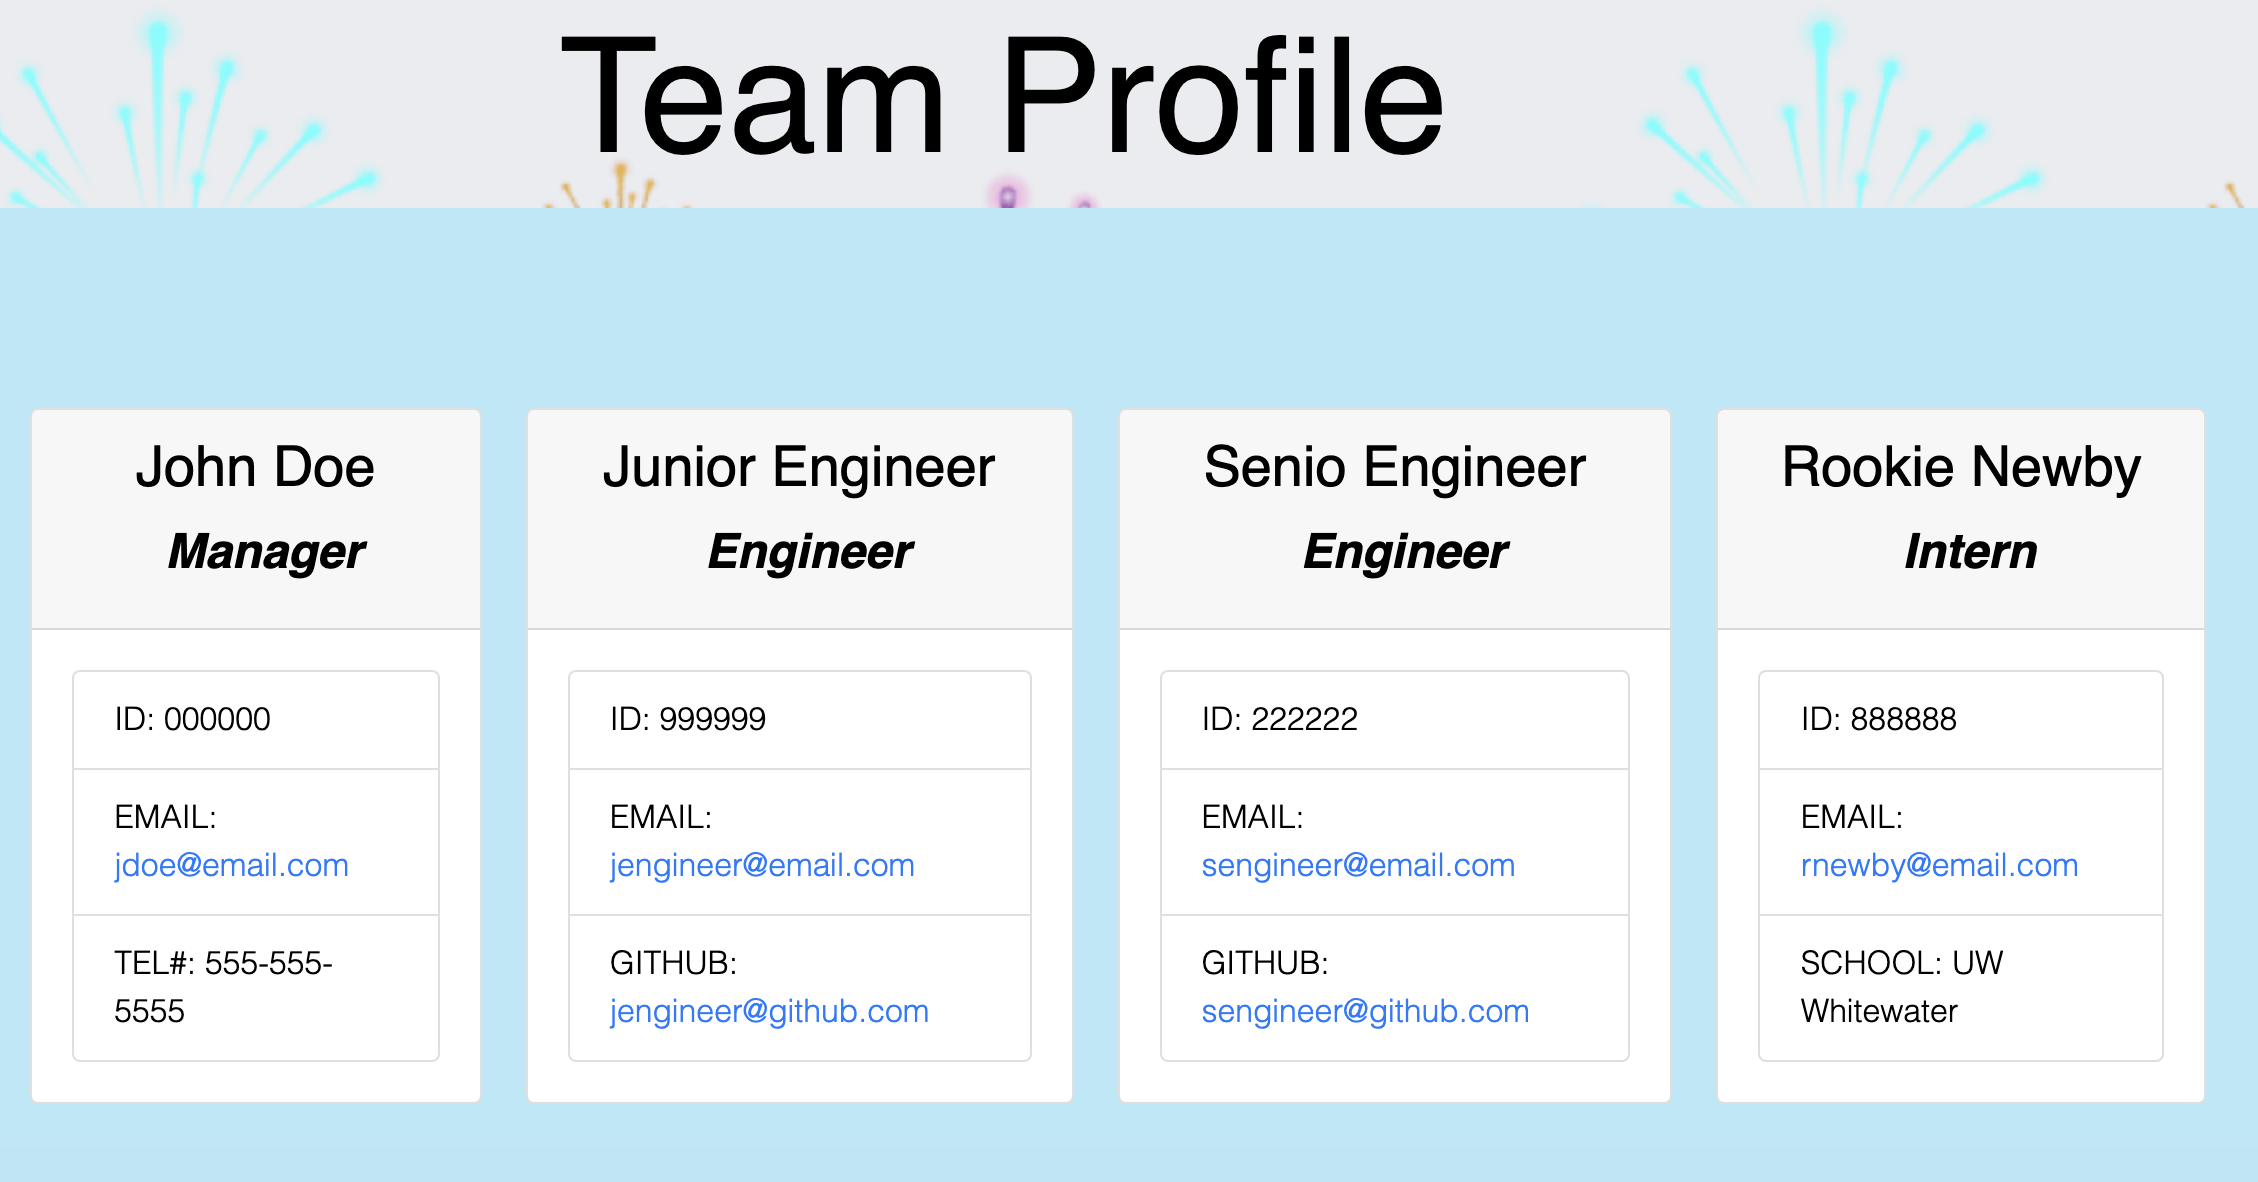 Team Profile
John Doe
Manager
ID: 000000
EMAIL:
jdoe@email.com
TEL#: 555-555-
5555
Junior Engineer
Engineer
ID: 999999
EMAIL:
jengineer@email.com
GITHUB:
jengineer@github.com
Senio Engineer
Engineer
ID: 222222
EMAIL:
sengineer@email.com
GITHUB:
sengineer@github.com
Rookie Newby
Intern
ID: 888888
EMAIL:
rnewby@email.com
SCHOOL: UW
Whitewater